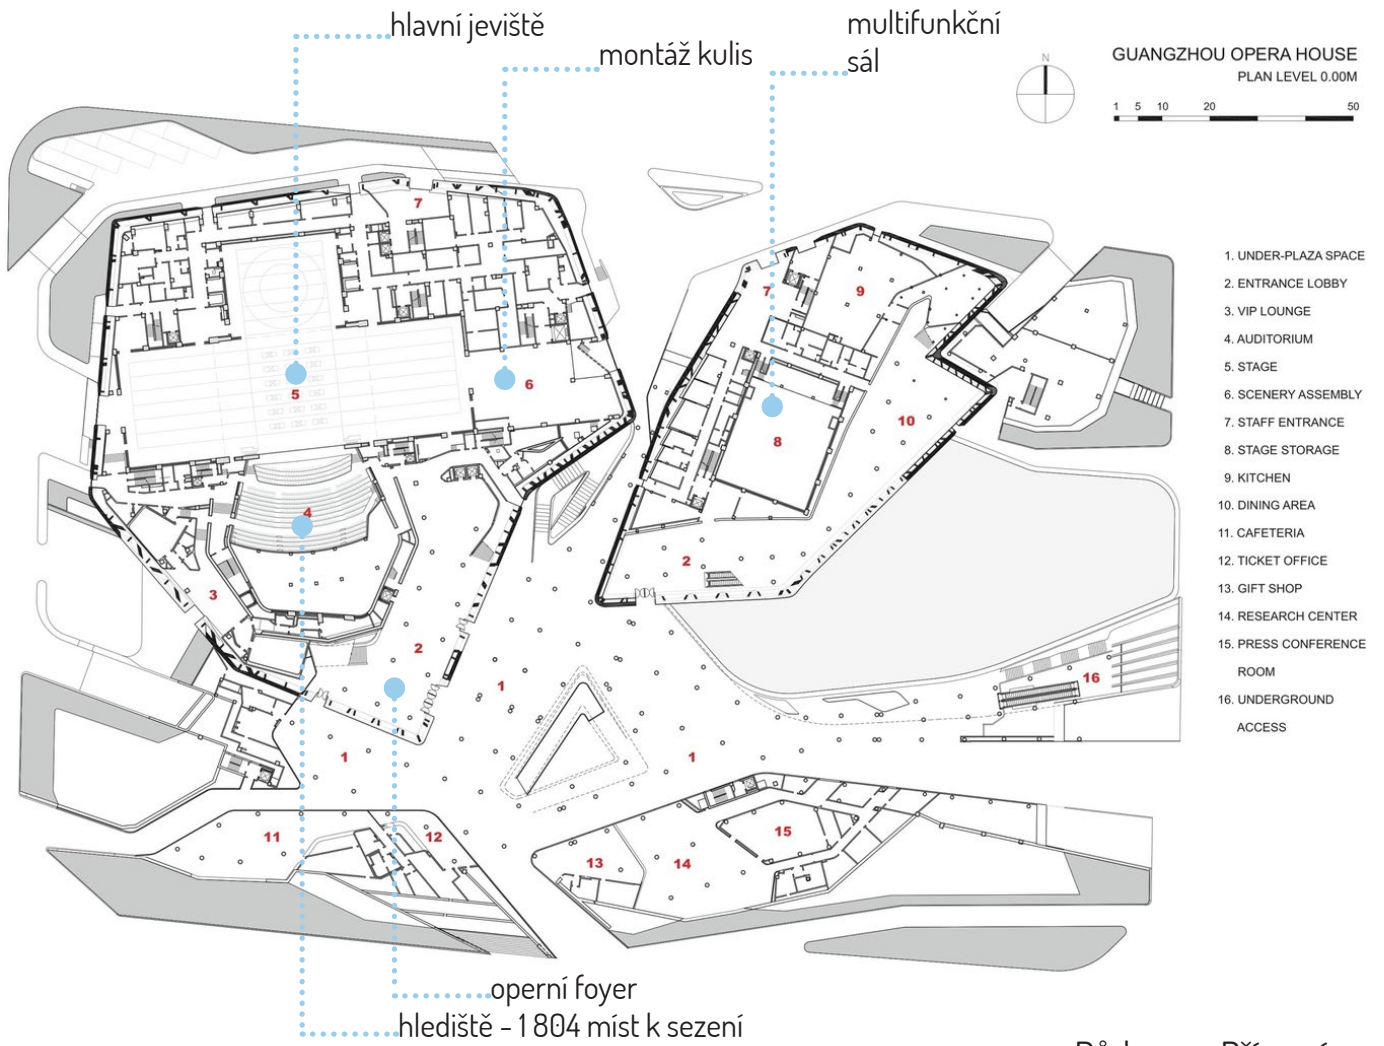 hlavní jeviště
montáž kulis
multifunkční
sál
N
GUANGZHOU OPERA HOUSE
PLAN LEVEL 0.00M
1 5 10 20 50
1. UNDER-PLAZA SPACE
2. ENTRANCE LOBBY
3. VIP LOUNGE
4. AUDITORIUM
5. STAGE
6. SCENERY ASSEMBLY
7. STAFF ENTRANCE
8. STAGE STORAGE
9. KITCHEN
10. DINING AREA
11. CAFETERIA
12. TICKET OFFICE
13. GIFT SHOP
14. RESEARCH CENTER
15. PRESS CONFERENCE
ROOM
16. UNDERGROUND
ACCESS
7
7
9
5
6
8
10
4
2
3
2
1
16
1
1
11
12
13
14
15
operní foyer
hlediště - 1 804 míst k sezení